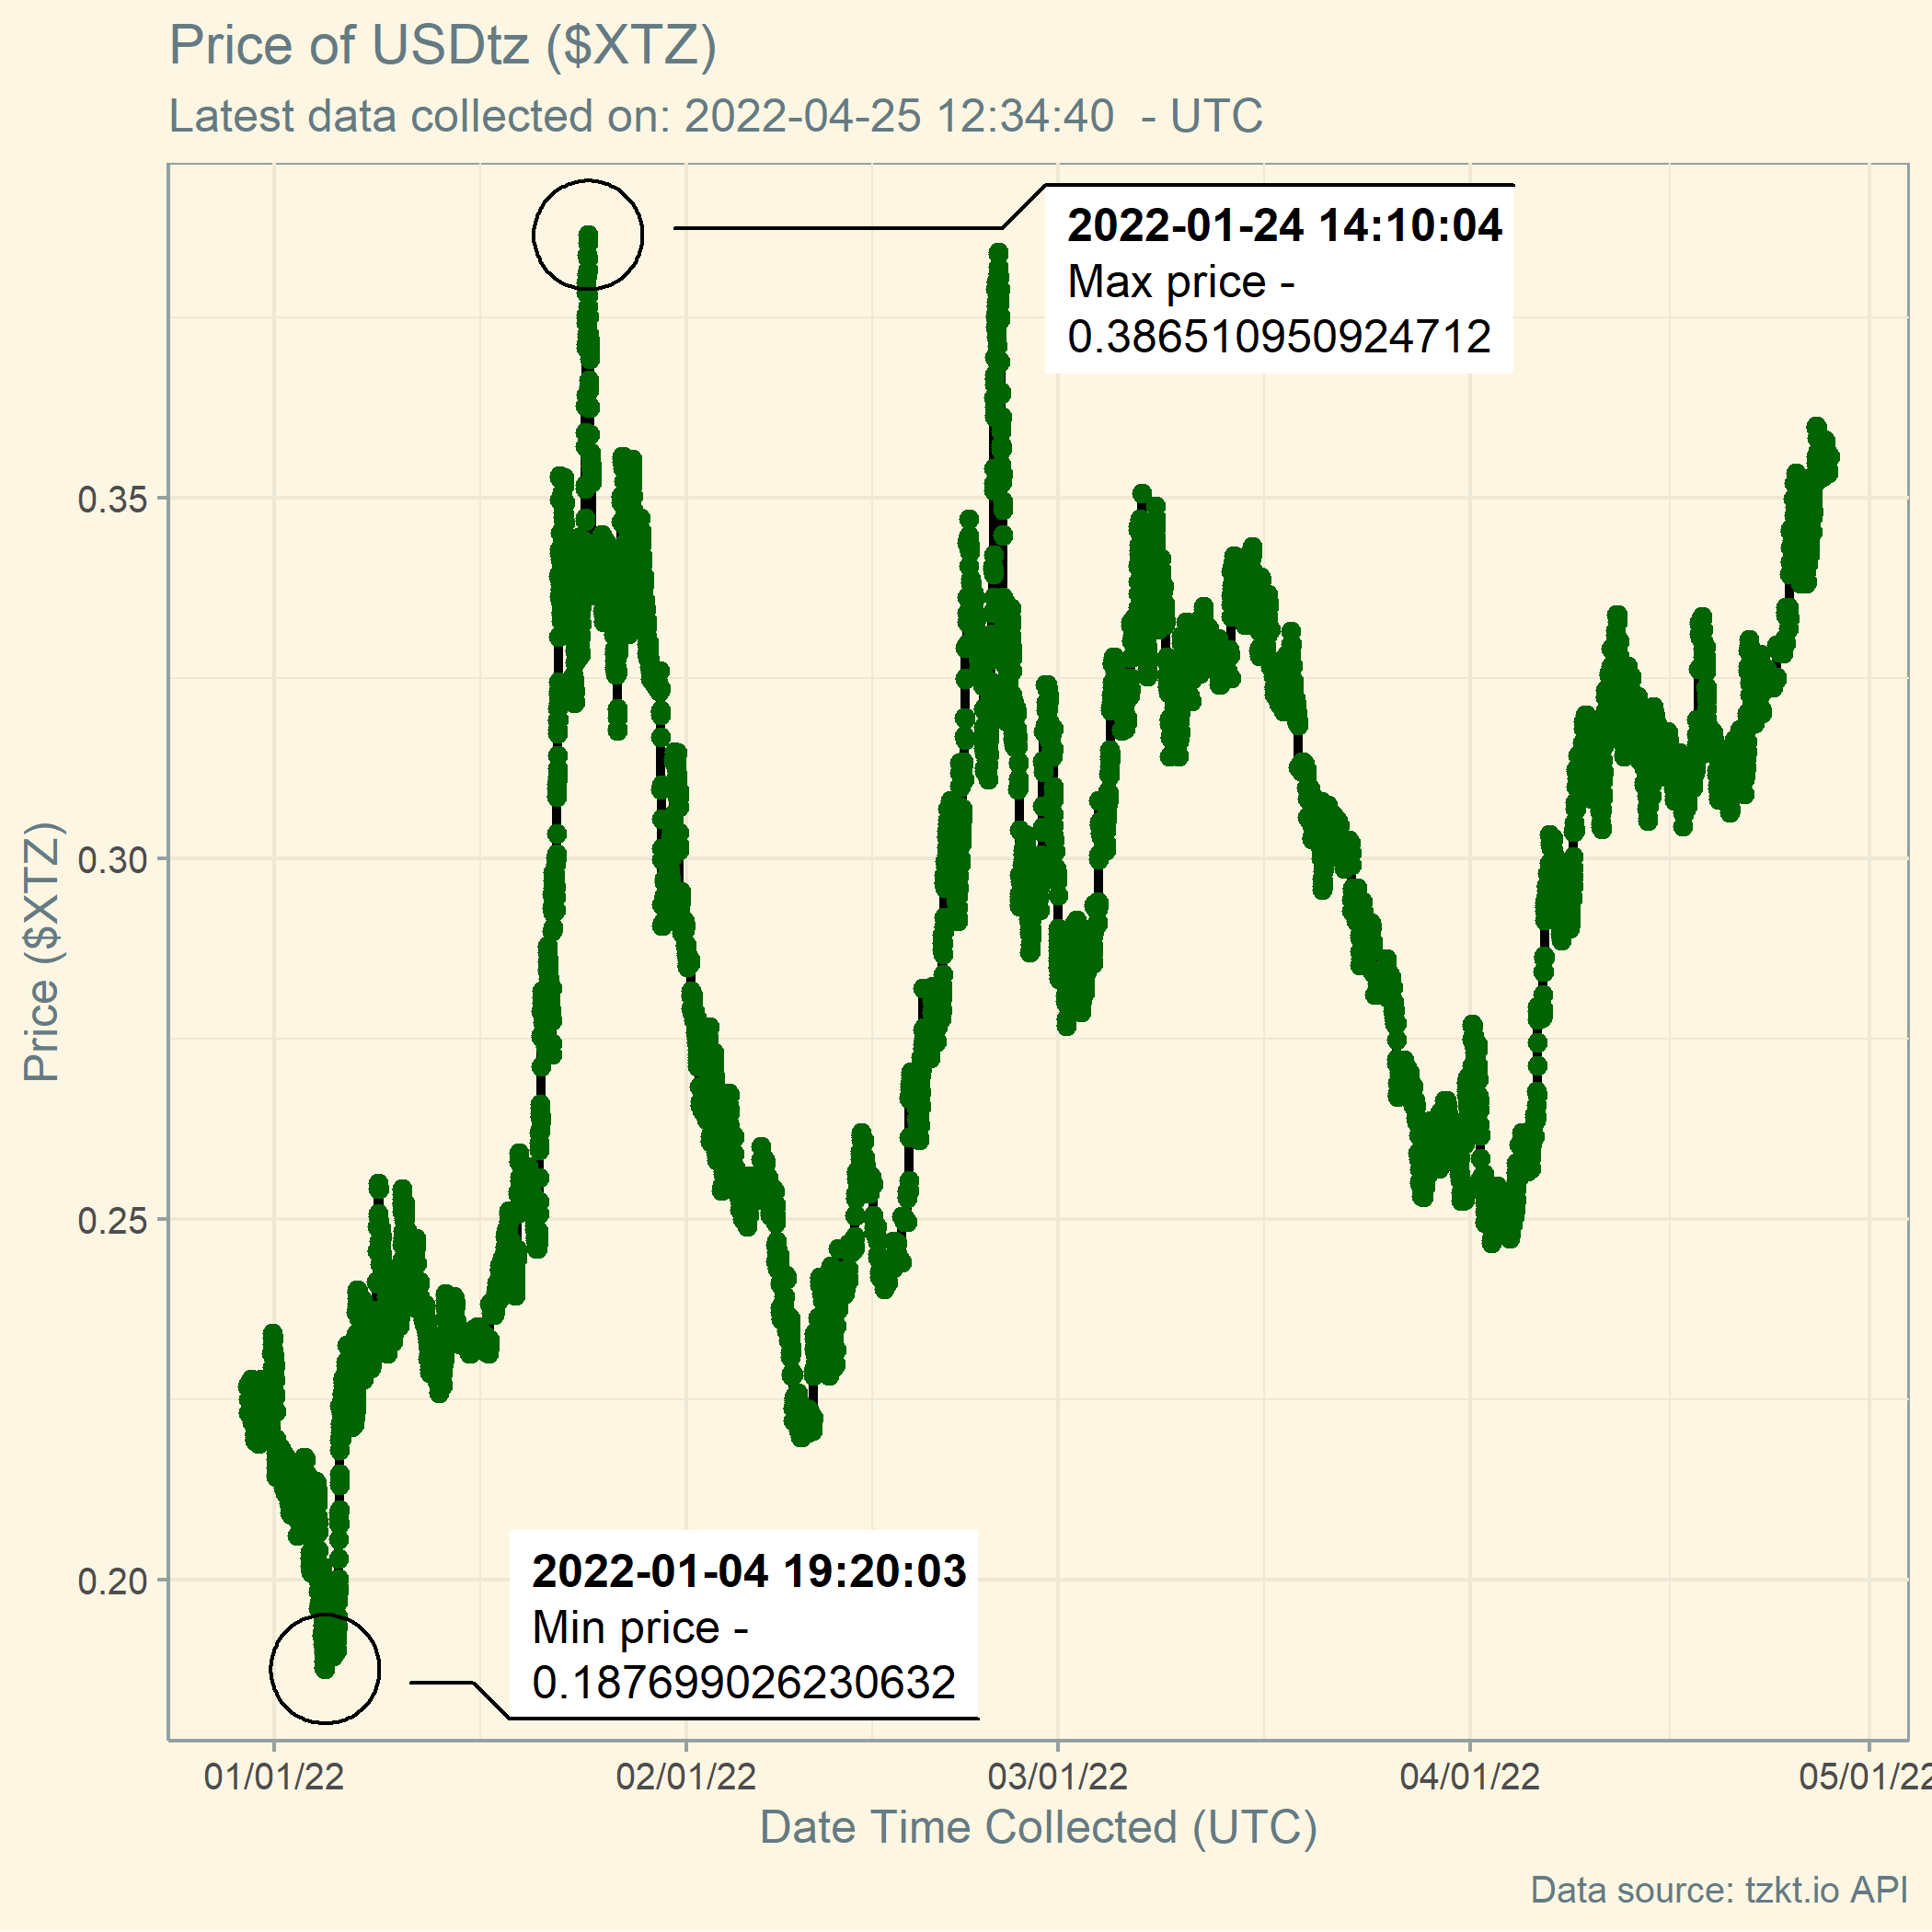 Price of USDtz ($XTZ)
Latest data collected on: 2022-04-25 12:34:40  - UTC
2022-01-24 14:10:04
Max price -
0.386510950924712
0.35
0.30
0.25
0.20
Price ($XTZ)
2022-01-04 19:20:03
Min price -
0.187699026230632
01/01/22 02/01/22 03/01/22 04/01/22 05/01/22
Date Time Collected (UTC)
Data source: tzkt.io API